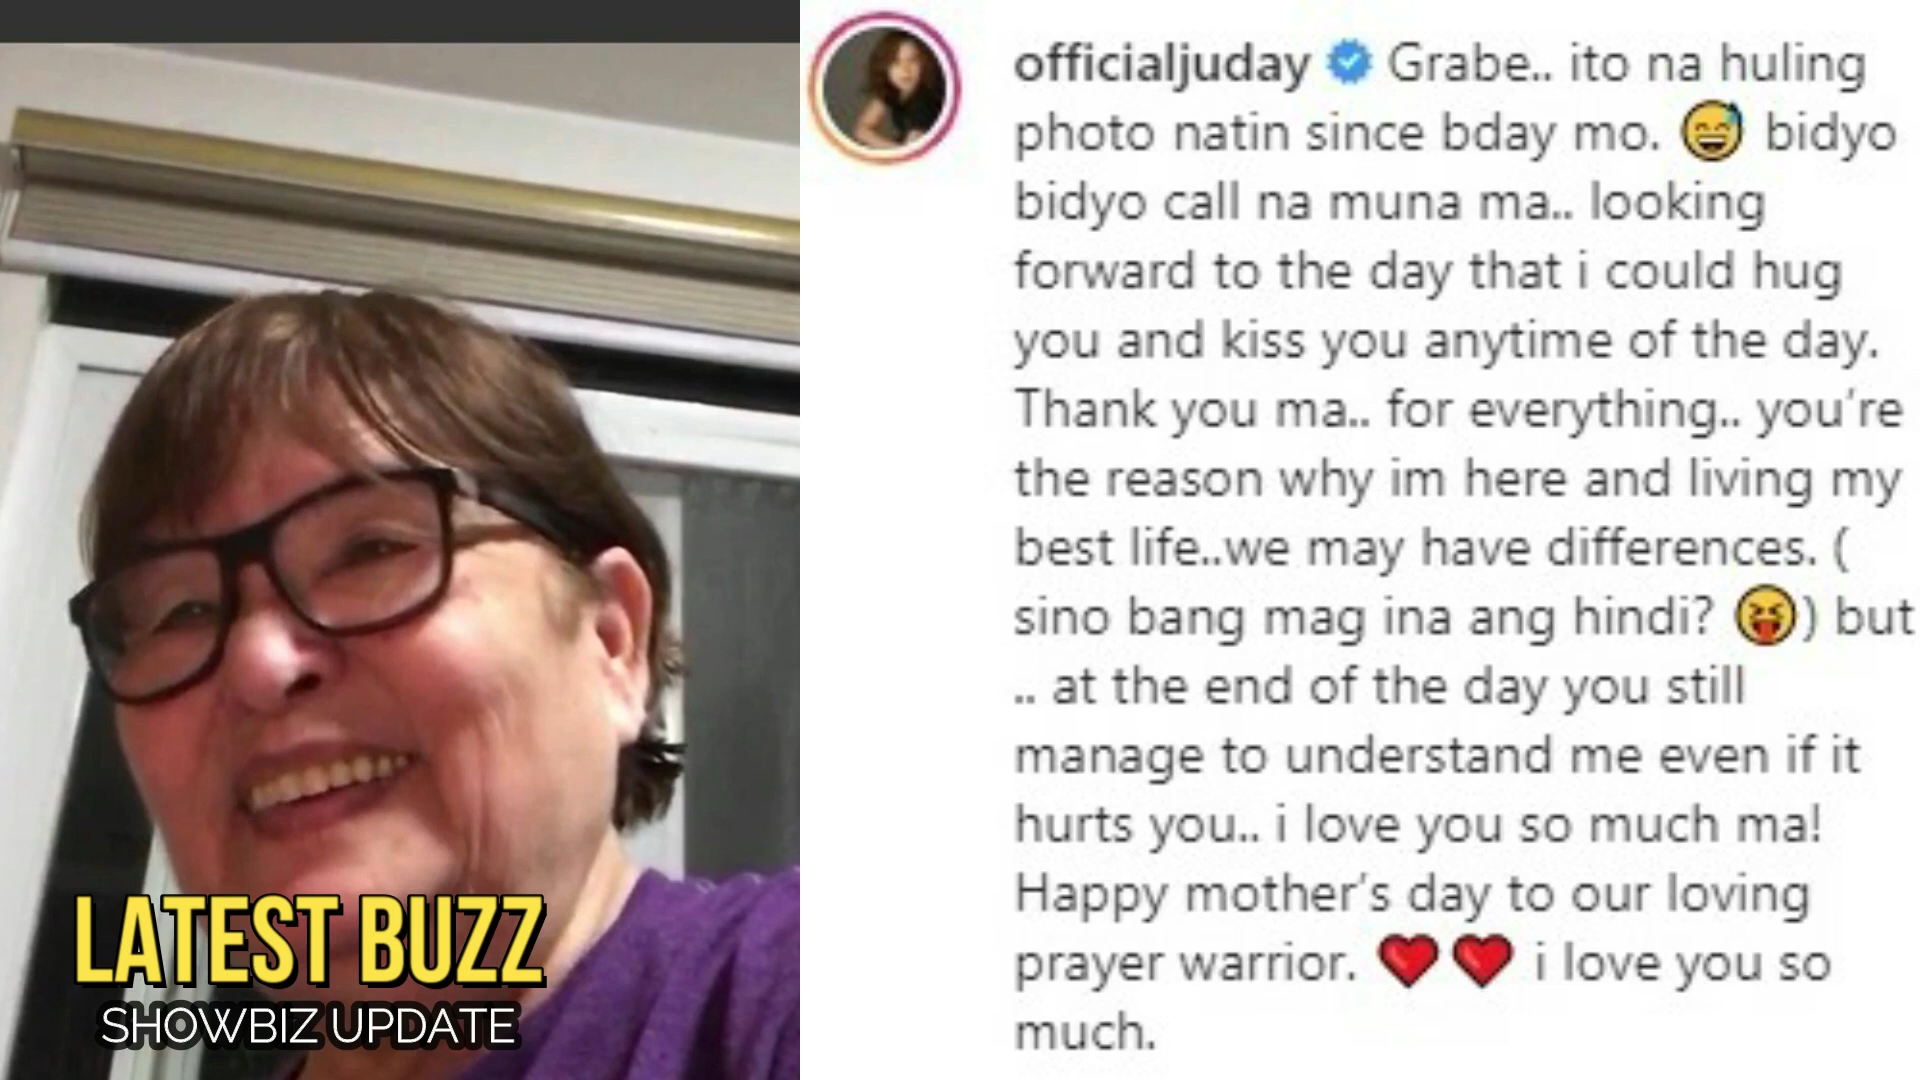 LATEST BUZZ
SHOWBIZ UPDATE
officialjuday Grabe.. ito na huling
photo natin since bday mo. 😅 bidyo
bidyo call na muna ma.. looking
forward to the day that i could hug
you and kiss you anytime of the day.
Thank you ma.. for everything.. you're
the reason why im here and living my
best life..we may have differences. (
sino bang mag ina ang hindi? 😝) but
.. at the end of the day you still
manage to understand me even if it
hurts you.. i love you so much ma!
Happy mother's day to our loving
prayer warrior. ❤️❤️ i love you so
much.